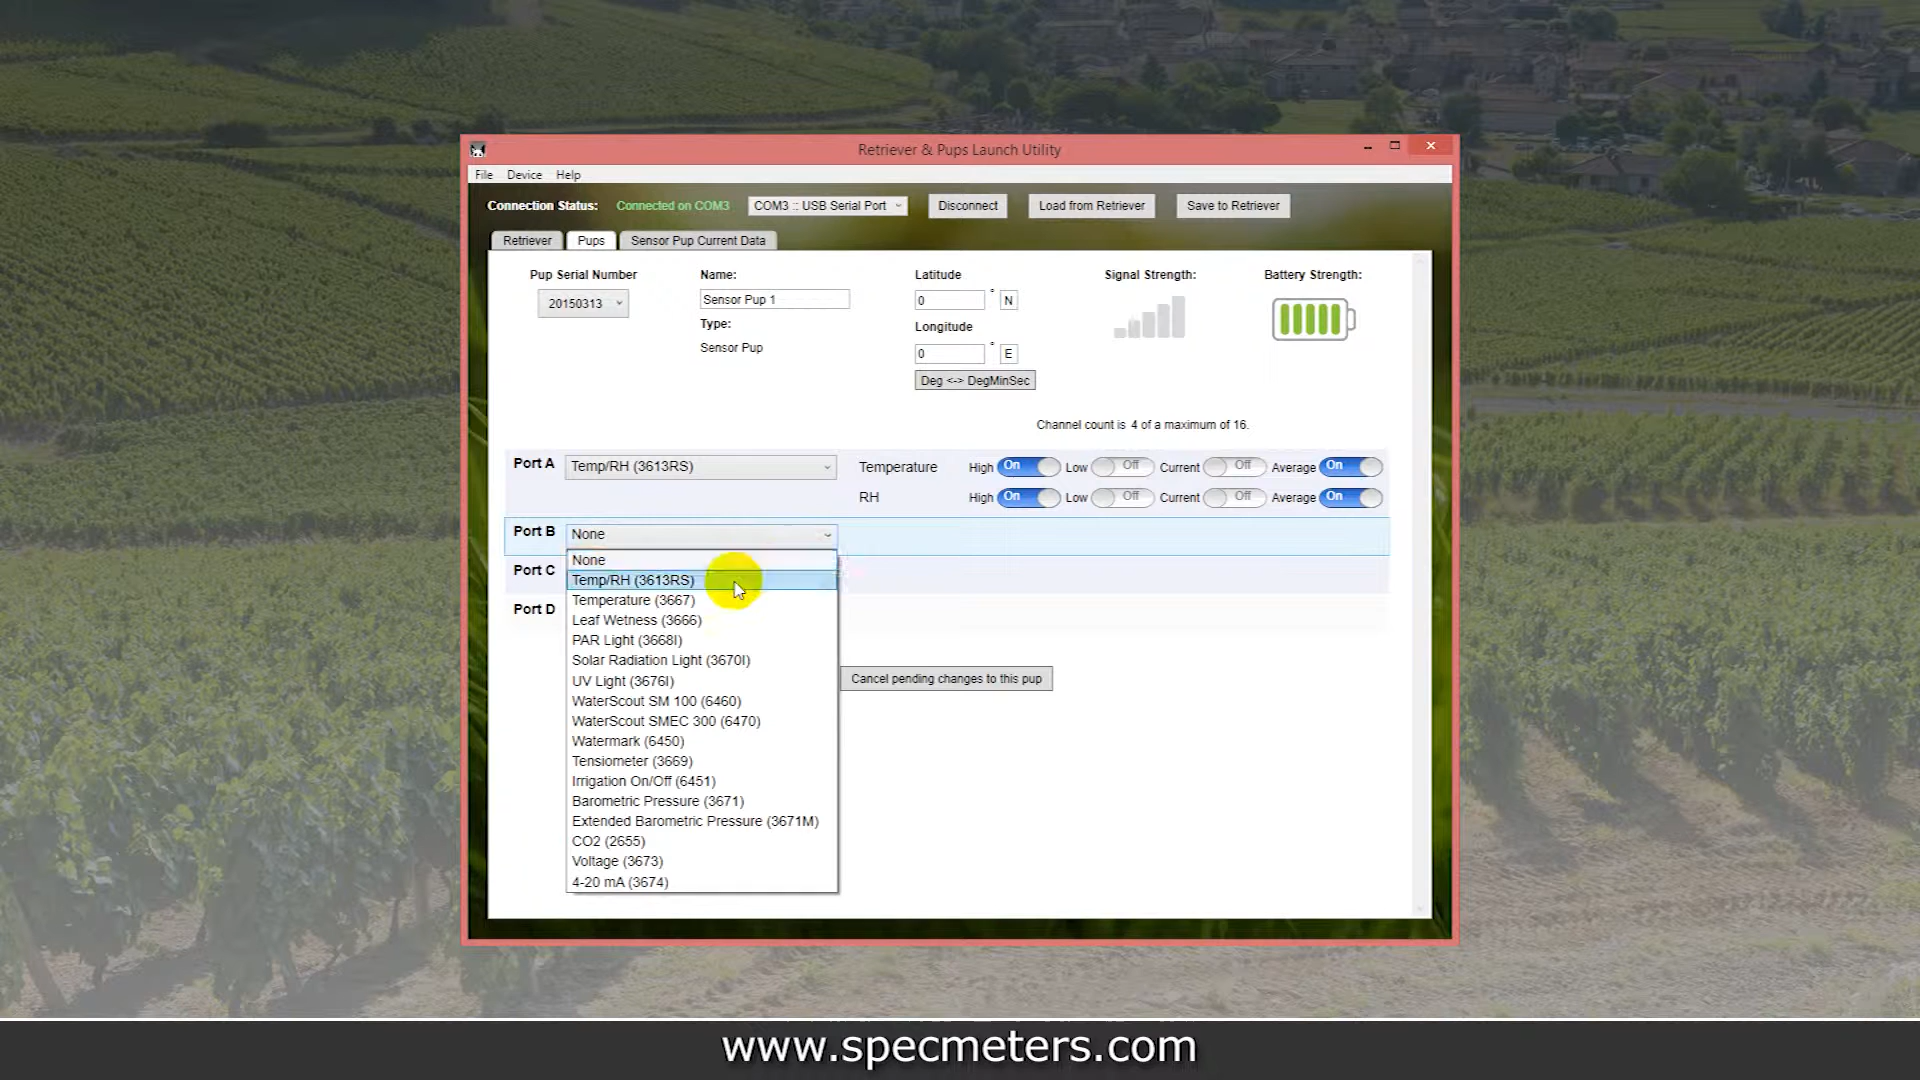 Retriever & Pups Launch Utility
File Device Help
Connection Status: Connected on COM3 COM3 :: USB Serial Port Disconnect Load from Retriever Save to Retriever
Retriever Pups Sensor Pup Current Data
Pup Serial Number Name: Latitude Signal Strength: Battery Strength:
20150313 Sensor Pup 1 0 ° N
Type: Longitude
Sensor Pup 0 ° E
Deg <-> DegMinSec
Channel count is 4 of a maximum of 16.
Port A Temp/RH (3613RS) Temperature High On Low Off Current Off Average On
RH High On Low Off Current Off Average On
Port B None
None
Port C
Temp/RH (3613RS)
Temperature (3667)
Port D
Leaf Wetness (3666)
PAR Light (3668I)
Solar Radiation Light (3670I)
UV Light (3676I)
Cancel pending changes to this pup
WaterScout SM 100 (6460)
WaterScout SMEC 300 (6470)
Watermark (6450)
Tensiometer (3669)
Irrigation On/Off (6451)
Barometric Pressure (3671)
Extended Barometric Pressure (3671M)
CO2 (2655)
Voltage (3673)
4-20 mA (3674)
www.specmeters.com